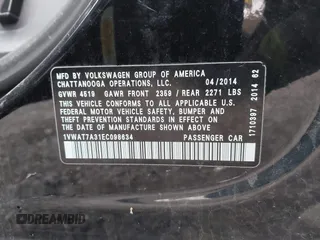 MFD BY VOLKSWAGEN GROUP OF AMERICA
CHATTANOOGA OPERATIONS, LLC 04/2014
GVWR 4519 GAWR FRONT 2359 / REAR 2271 LBS
THIS VEHICLE CONFORMS TO ALL APPLICABLE
FEDERAL MOTOR VEHICLE SAFETY, BUMPER, AND
THEFT PREVENTION STANDARDS IN EFFECT ON THE
DATE OF MANUFACTURE SHOWN ABOVE.
1VWAT7A31EC098634 PASSENGER CAR
1710397 2014 62
DREAMBID